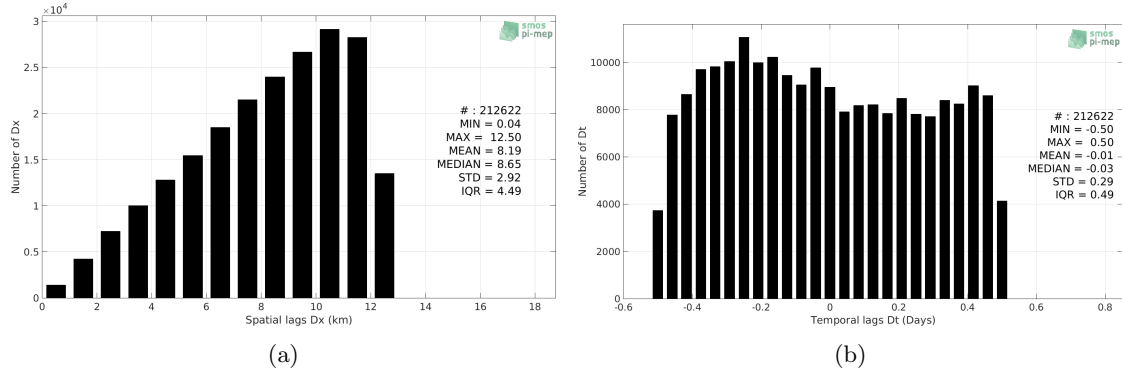 ×10⁴
3
2.5
2
1.5
1
0.5
0
Number of Dx
0 2 4 6 8 10 12 14 16 18
Spatial lags Dx (km)
smos
pi-mep
# : 212622
MIN = 0.04
MAX = 12.50
MEAN = 8.19
MEDIAN = 8.65
STD = 2.92
IQR = 4.49
(a)
10000
8000
6000
4000
2000
0
Number of Dt
-0.6 -0.4 -0.2 0 0.2 0.4 0.6 0.8
Temporal lags Dt (Days)
smos
pi-mep
# : 212622
MIN = -0.50
MAX = 0.50
MEAN = -0.01
MEDIAN = -0.03
STD = 0.29
IQR = 0.49
(b)